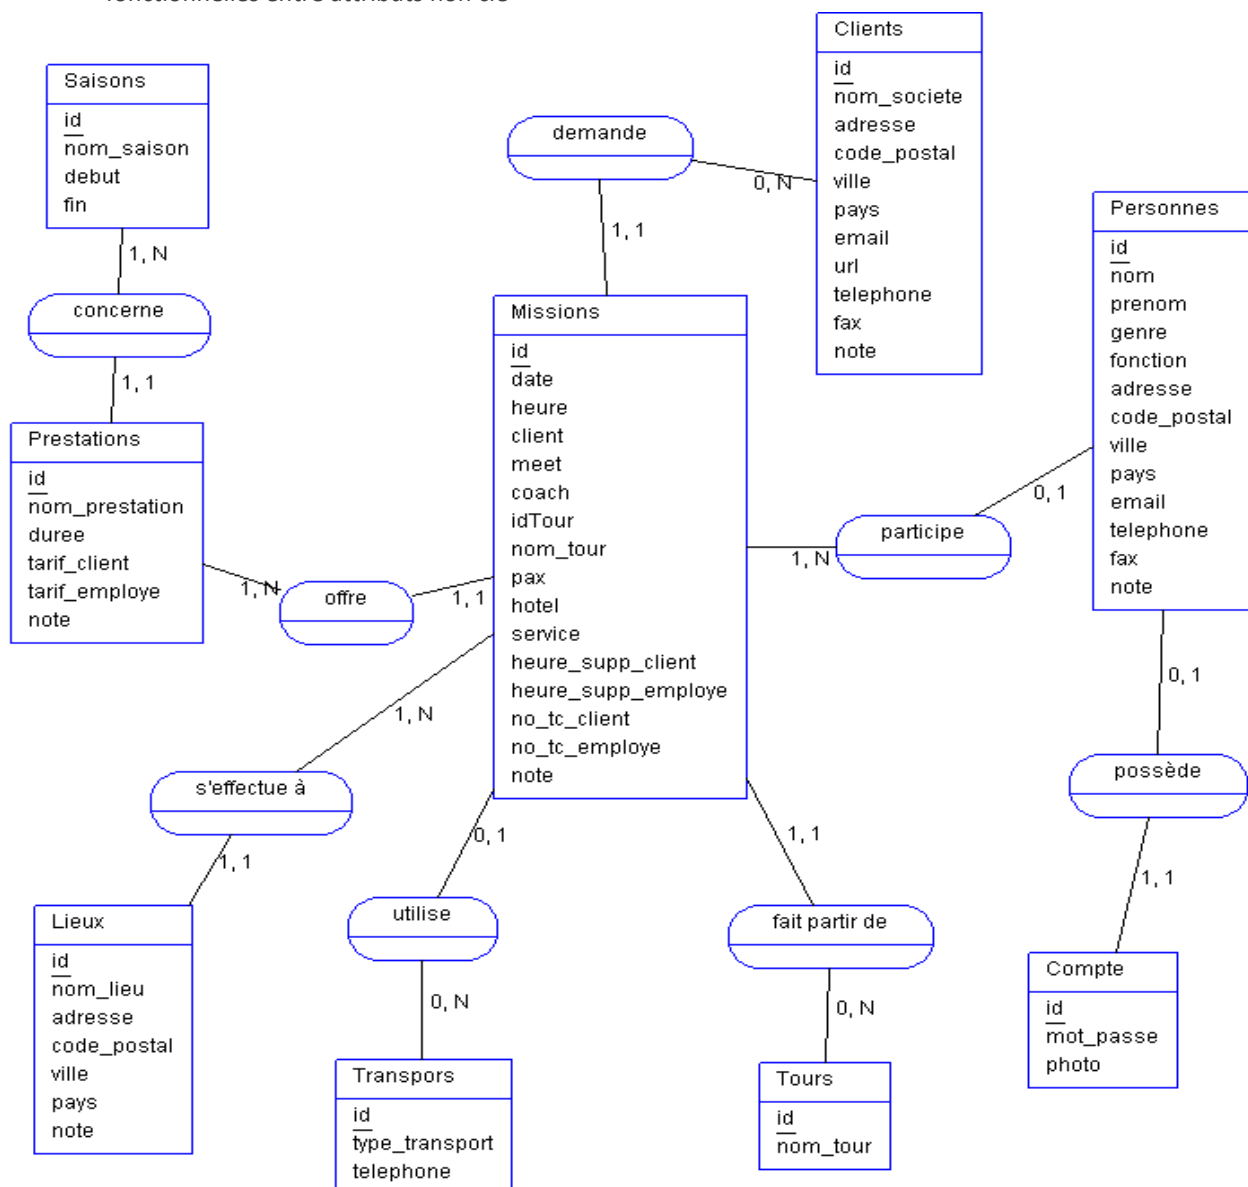 fonctionnelles entre attributs non clé
Clients
id
nom_societe
adresse
code_postal
ville
pays
email
url
telephone
fax
note
Saisons
id
nom_saison
debut
fin
demande
0, N
1, 1
1, N
concerne
1, 1
Personnes
id
nom
prenom
genre
fonction
adresse
code_postal
ville
pays
email
telephone
fax
note
Missions
id
date
heure
client
meet
coach
idTour
nom_tour
pax
hotel
service
heure_supp_client
heure_supp_employe
no_tc_client
no_tc_employe
note
Prestations
id
nom_prestation
duree
tarif_client
tarif_employe
note
1, N
offre
1, 1
participe
0, 1
1, N
0, 1
possède
1, 1
1, N
s'effectue à
1, 1
0, 1
utilise
0, N
1, 1
fait partir de
0, N
Lieux
id
nom_lieu
adresse
code_postal
ville
pays
note
Transpors
id
type_transport
telephone
Tours
id
nom_tour
Compte
id
mot_passe
photo